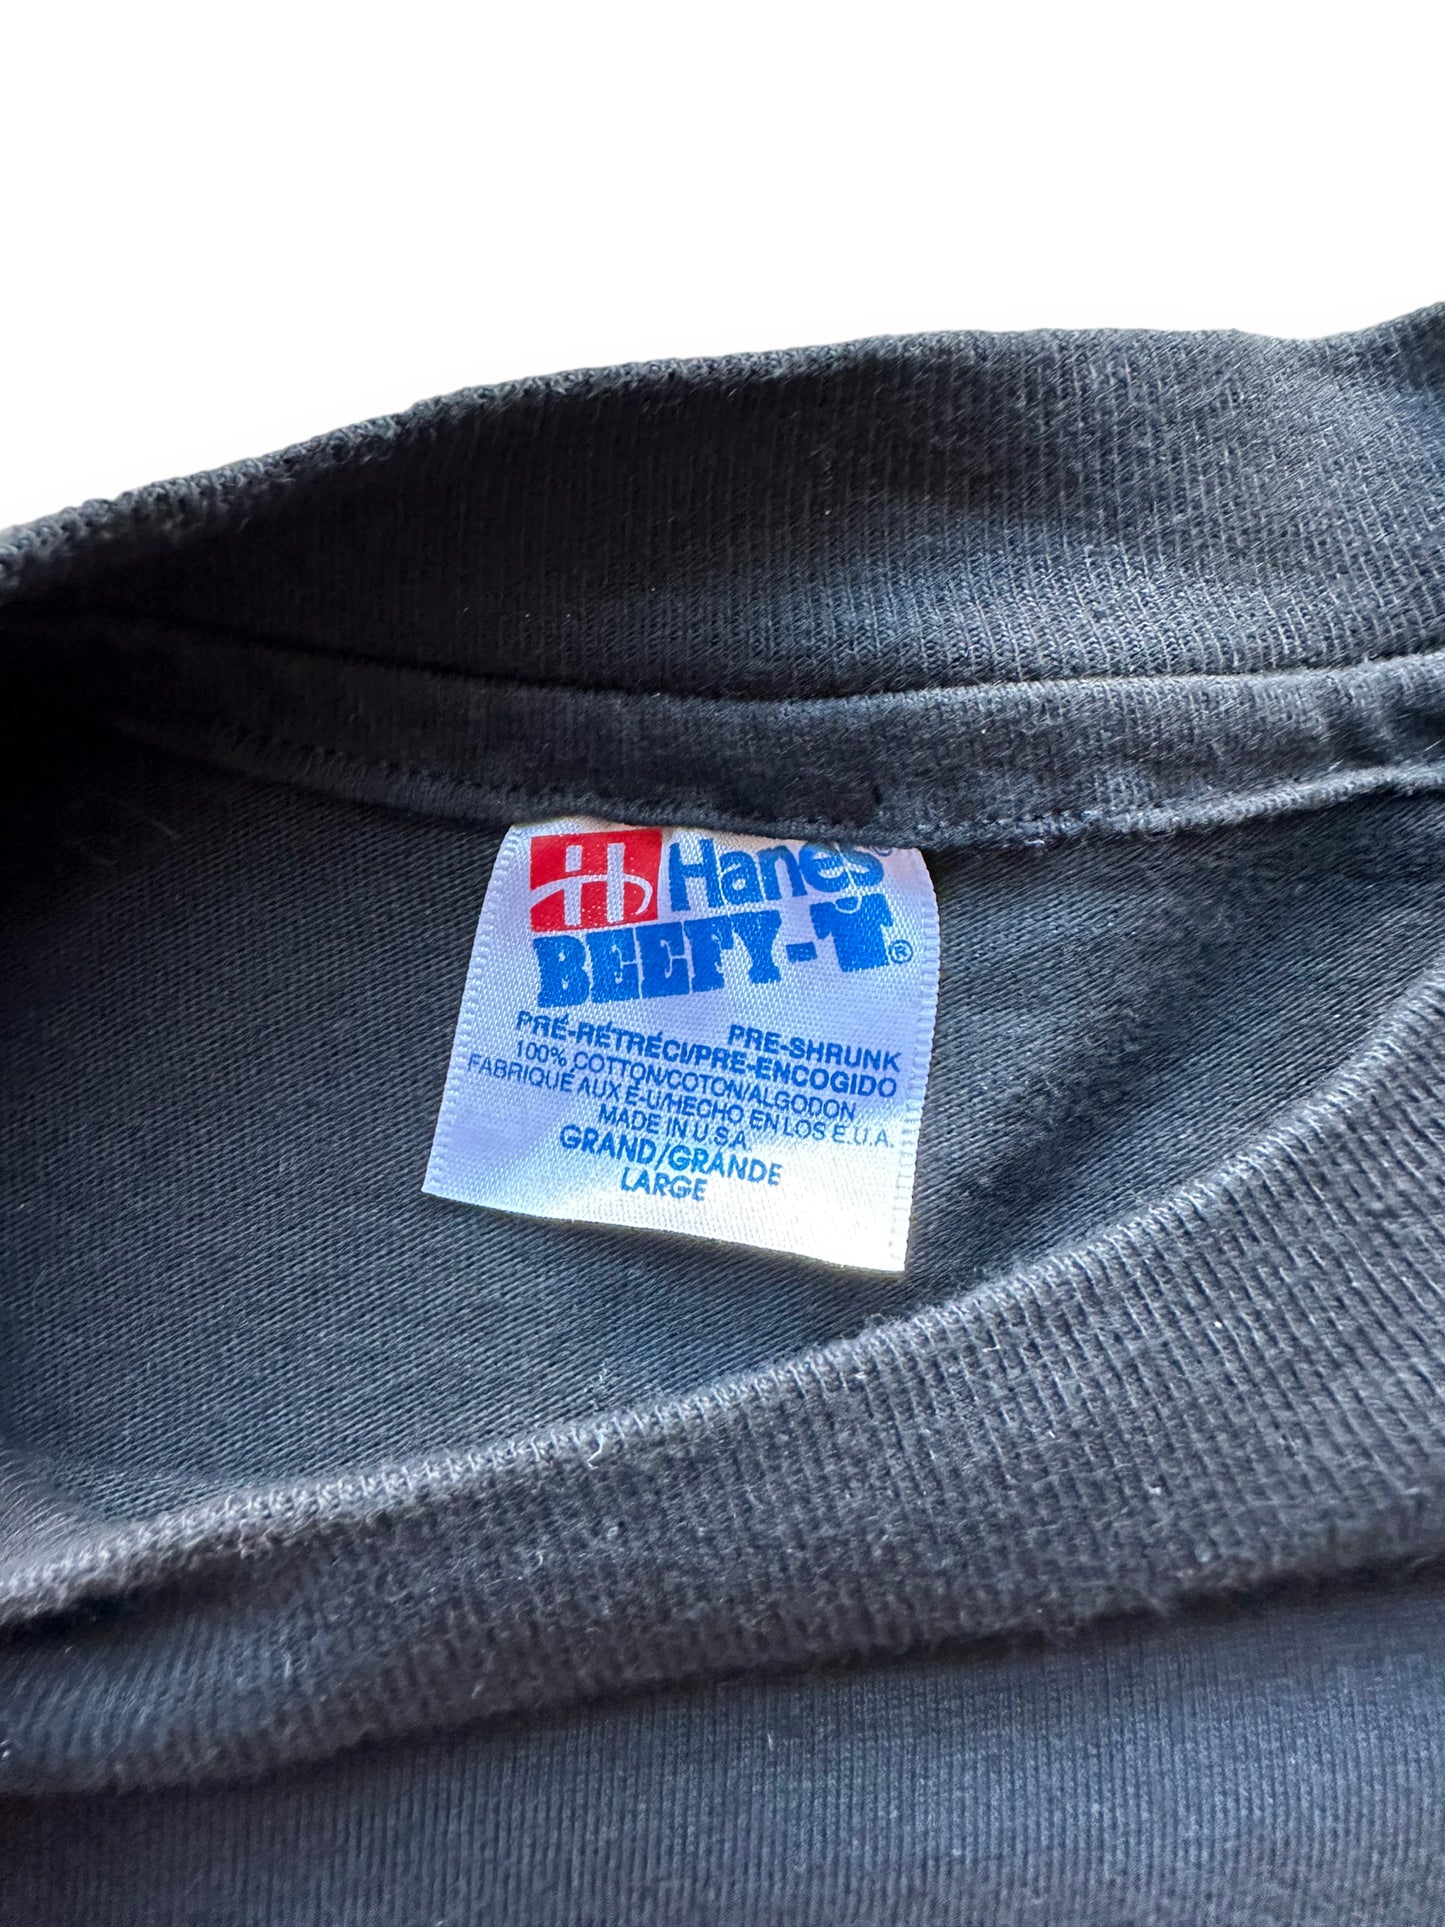 H Hanes®
BEEFY-T®
PRE-SHRUNK
PRÉ-RÉTRÉCI/PRE-ENCOGIDO
100% COTTON/COTON/ALGODON
FABRIQUÉ AUX É-U/HECHO EN LOS E.U.A.
MADE IN U.S.A.
GRAND/GRANDE
LARGE